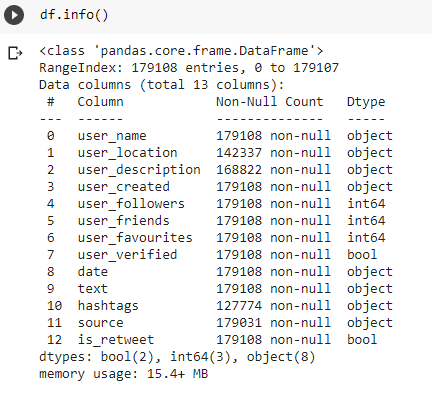 df.info()
<class 'pandas.core.frame.DataFrame'>
RangeIndex: 179108 entries, 0 to 179107
Data columns (total 13 columns):
 #   Column            Non-Null Count   Dtype
---  ------            --------------   -----
 0   user_name         179108 non-null  object
 1   user_location     142337 non-null  object
 2   user_description  168822 non-null  object
 3   user_created      179108 non-null  object
 4   user_followers    179108 non-null  int64
 5   user_friends      179108 non-null  int64
 6   user_favourites   179108 non-null  int64
 7   user_verified     179108 non-null  bool
 8   date              179108 non-null  object
 9   text              179108 non-null  object
 10  hashtags          127774 non-null  object
 11  source            179031 non-null  object
 12  is_retweet        179108 non-null  bool
dtypes: bool(2), int64(3), object(8)
memory usage: 15.4+ MB